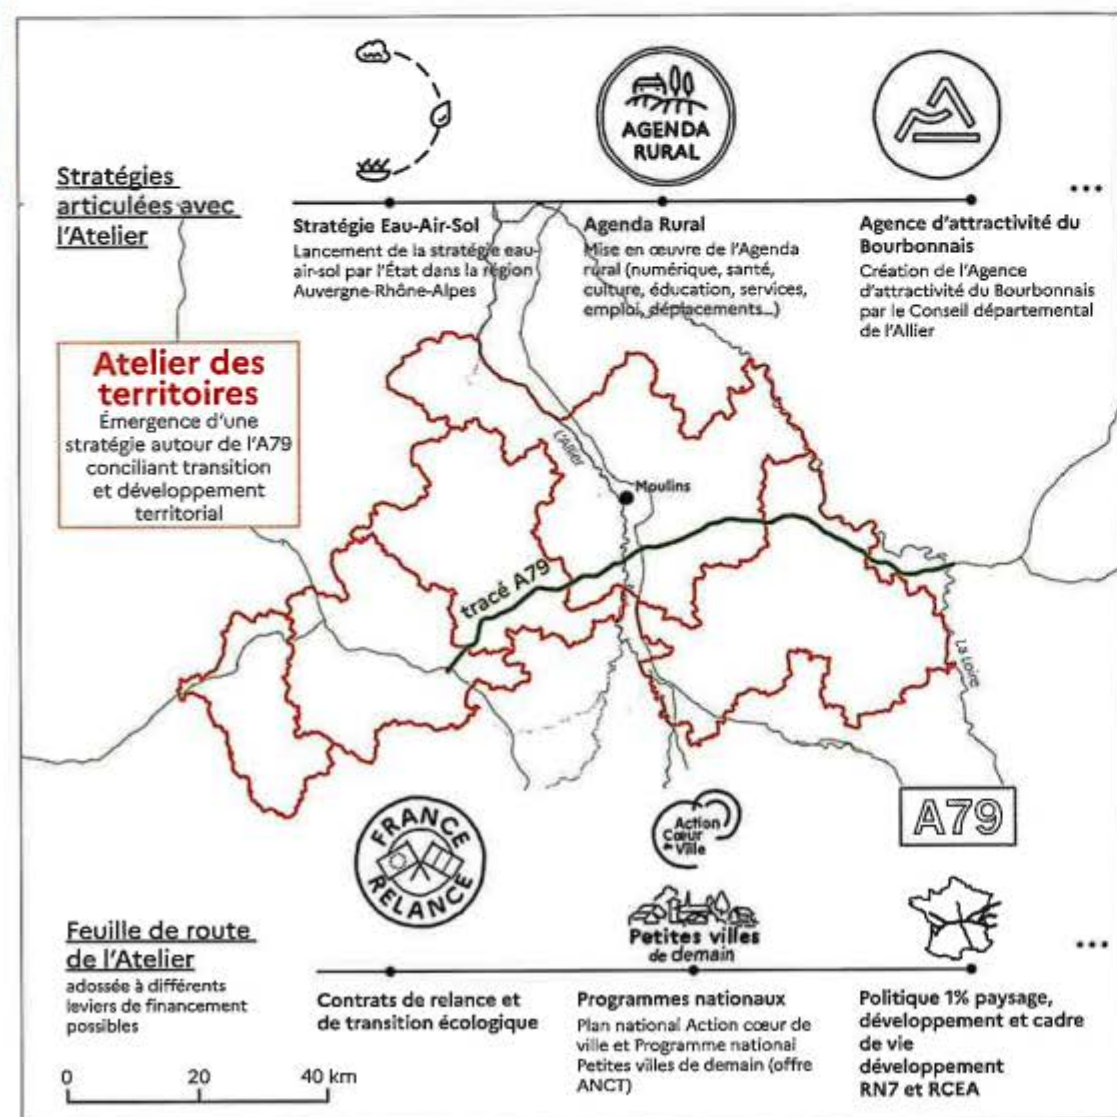 AGENDA
RURAL
Stratégies
articulées avec
l'Atelier
...
Stratégie Eau-Air-Sol
Lancement de la stratégie eau-
air-sol par l'État dans la région
Auvergne-Rhône-Alpes
Agenda Rural
Mise en œuvre de l'Agenda
rural (numérique, santé,
culture, éducation, services,
emploi, déplacements...)
Agence d'attractivité du
Bourbonnais
Création de l'Agence
d'attractivité du Bourbonnais
par le Conseil départemental
de l'Allier
Atelier des
territoires
Émergence d'une
stratégie autour de l'A79
conciliant transition
et développement
territorial
L'Allier
Moulins
tracé A79
La Loire
FRANCE
RELANCE
Action
Cœur
de Ville
A79
Petites villes
de demain
Feuille de route
de l'Atelier
adossée à différents
leviers de financement
possibles
...
Contrats de relance et
de transition écologique
Programmes nationaux
Plan national Action cœur de
ville et Programme national
Petites villes de demain (offre
ANCT)
Politique 1% paysage,
développement et cadre
de vie
développement
RN7 et RCEA
0 20 40 km